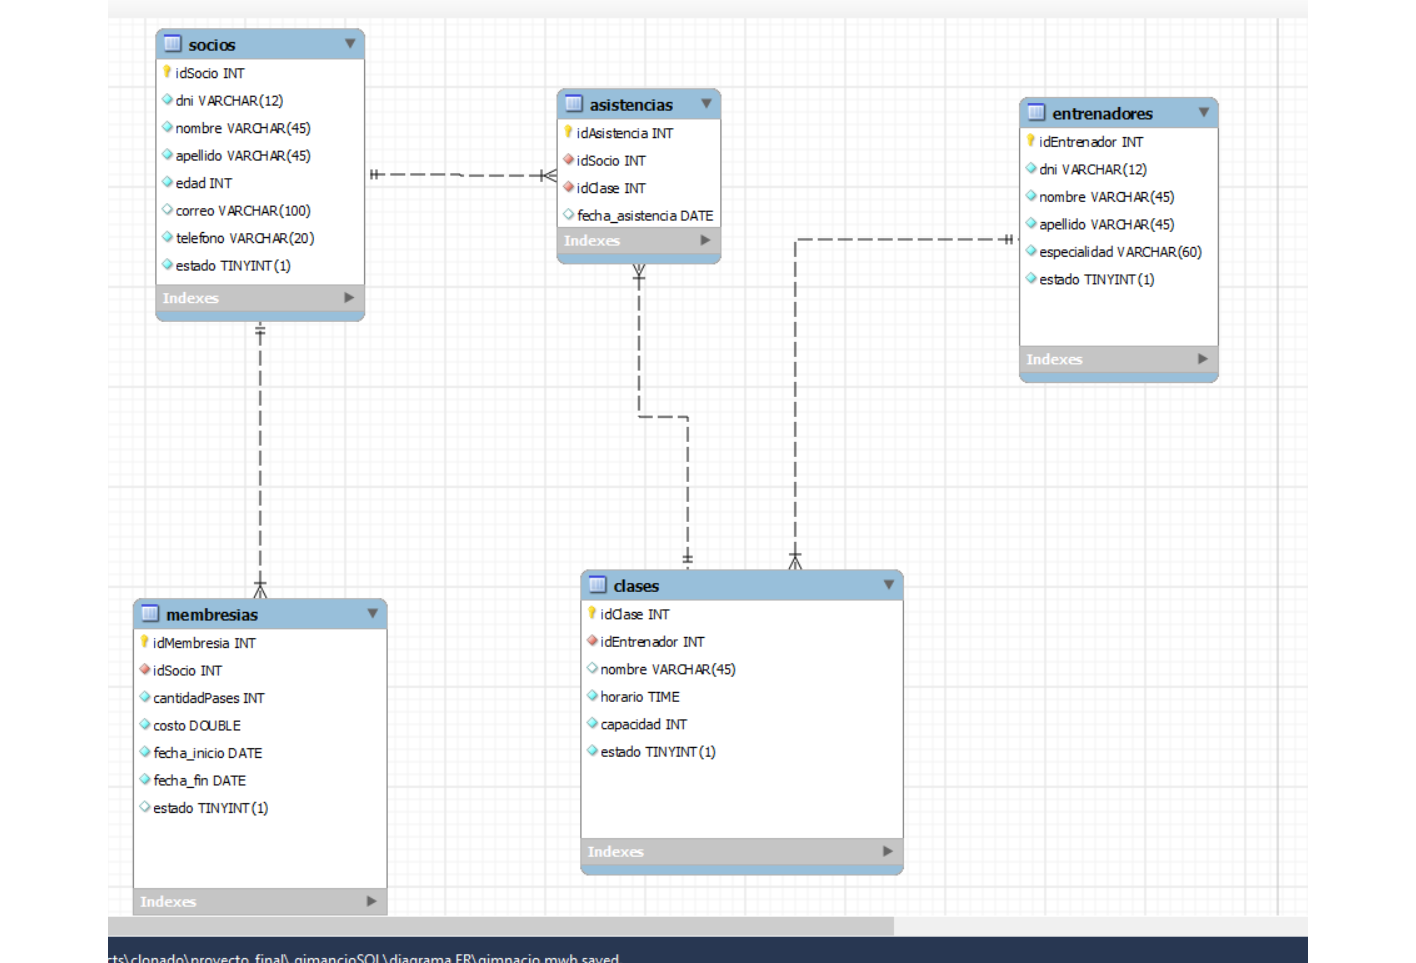 socios
idSocio INT
dni VARCHAR(12)
nombre VARCHAR(45)
apellido VARCHAR(45)
edad INT
correo VARCHAR(100)
telefono VARCHAR(20)
estado TINYINT(1)
Indexes
asistencias
idAsistencia INT
idSocio INT
idClase INT
fecha_asistencia DATE
Indexes
entrenadores
idEntrenador INT
dni VARCHAR(12)
nombre VARCHAR(45)
apellido VARCHAR(45)
especialidad VARCHAR(60)
estado TINYINT(1)
Indexes
membresias
idMembresia INT
idSocio INT
cantidadPases INT
costo DOUBLE
fecha_inicio DATE
fecha_fin DATE
estado TINYINT(1)
Indexes
clases
idClase INT
idEntrenador INT
nombre VARCHAR(45)
horario TIME
capacidad INT
estado TINYINT(1)
Indexes
cts\clonado\proyecto_final\_gimancioSQL\diagrama ER\gimnacio.mwb saved